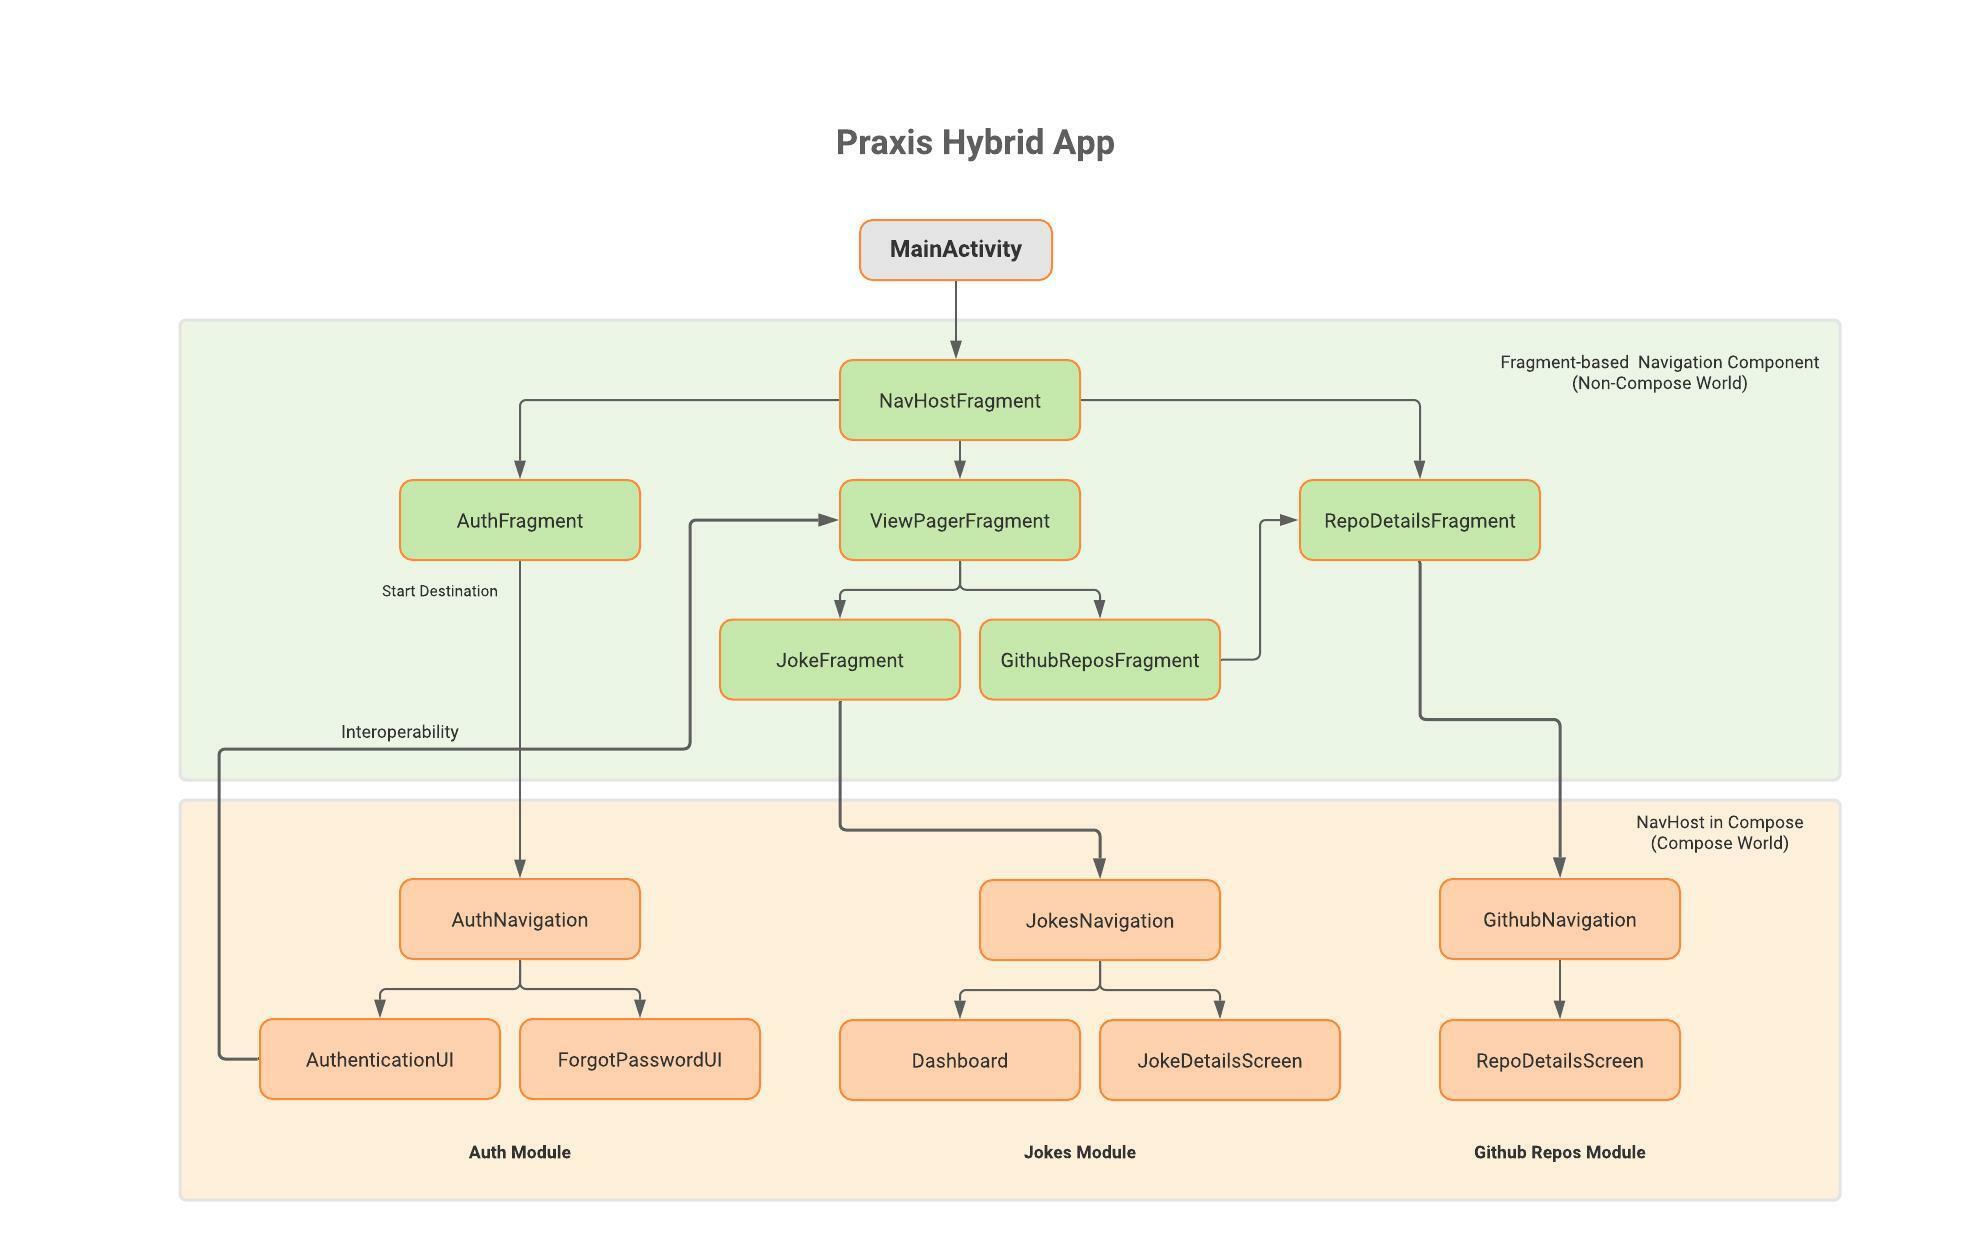 Praxis Hybrid App
MainActivity
Fragment-based  Navigation Component
(Non-Compose World)
NavHostFragment
AuthFragment
ViewPagerFragment
RepoDetailsFragment
Start Destination
JokeFragment
GithubReposFragment
Interoperability
NavHost in Compose
(Compose World)
AuthNavigation
JokesNavigation
GithubNavigation
AuthenticationUI
ForgotPasswordUI
Dashboard
JokeDetailsScreen
RepoDetailsScreen
Auth Module
Jokes Module
Github Repos Module